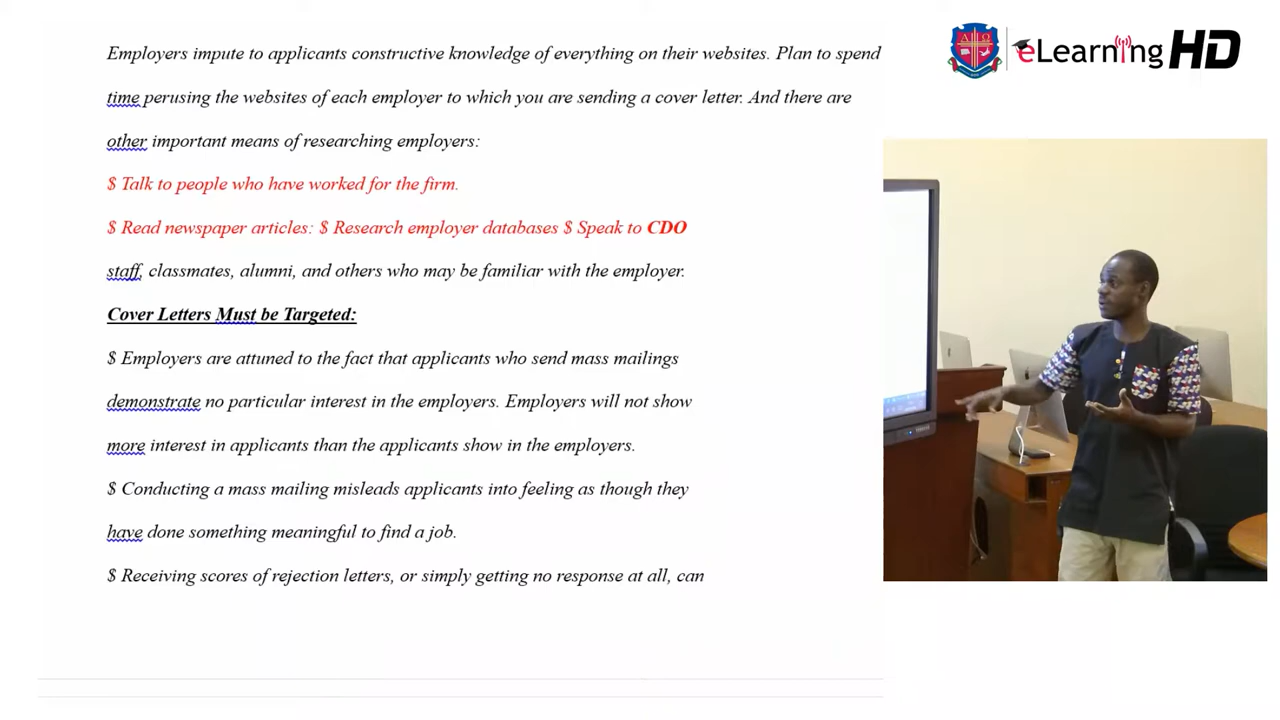 Employers impute to applicants constructive knowledge of everything on their websites. Plan to spend
time perusing the websites of each employer to which you are sending a cover letter. And there are
other important means of researching employers:
$ Talk to people who have worked for the firm.
$ Read newspaper articles: $ Research employer databases $ Speak to CDO
staff, classmates, alumni, and others who may be familiar with the employer.
Cover Letters Must be Targeted:
$ Employers are attuned to the fact that applicants who send mass mailings
demonstrate no particular interest in the employers. Employers will not show
more interest in applicants than the applicants show in the employers.
$ Conducting a mass mailing misleads applicants into feeling as though they
have done something meaningful to find a job.
$ Receiving scores of rejection letters, or simply getting no response at all, can
eLearning HD